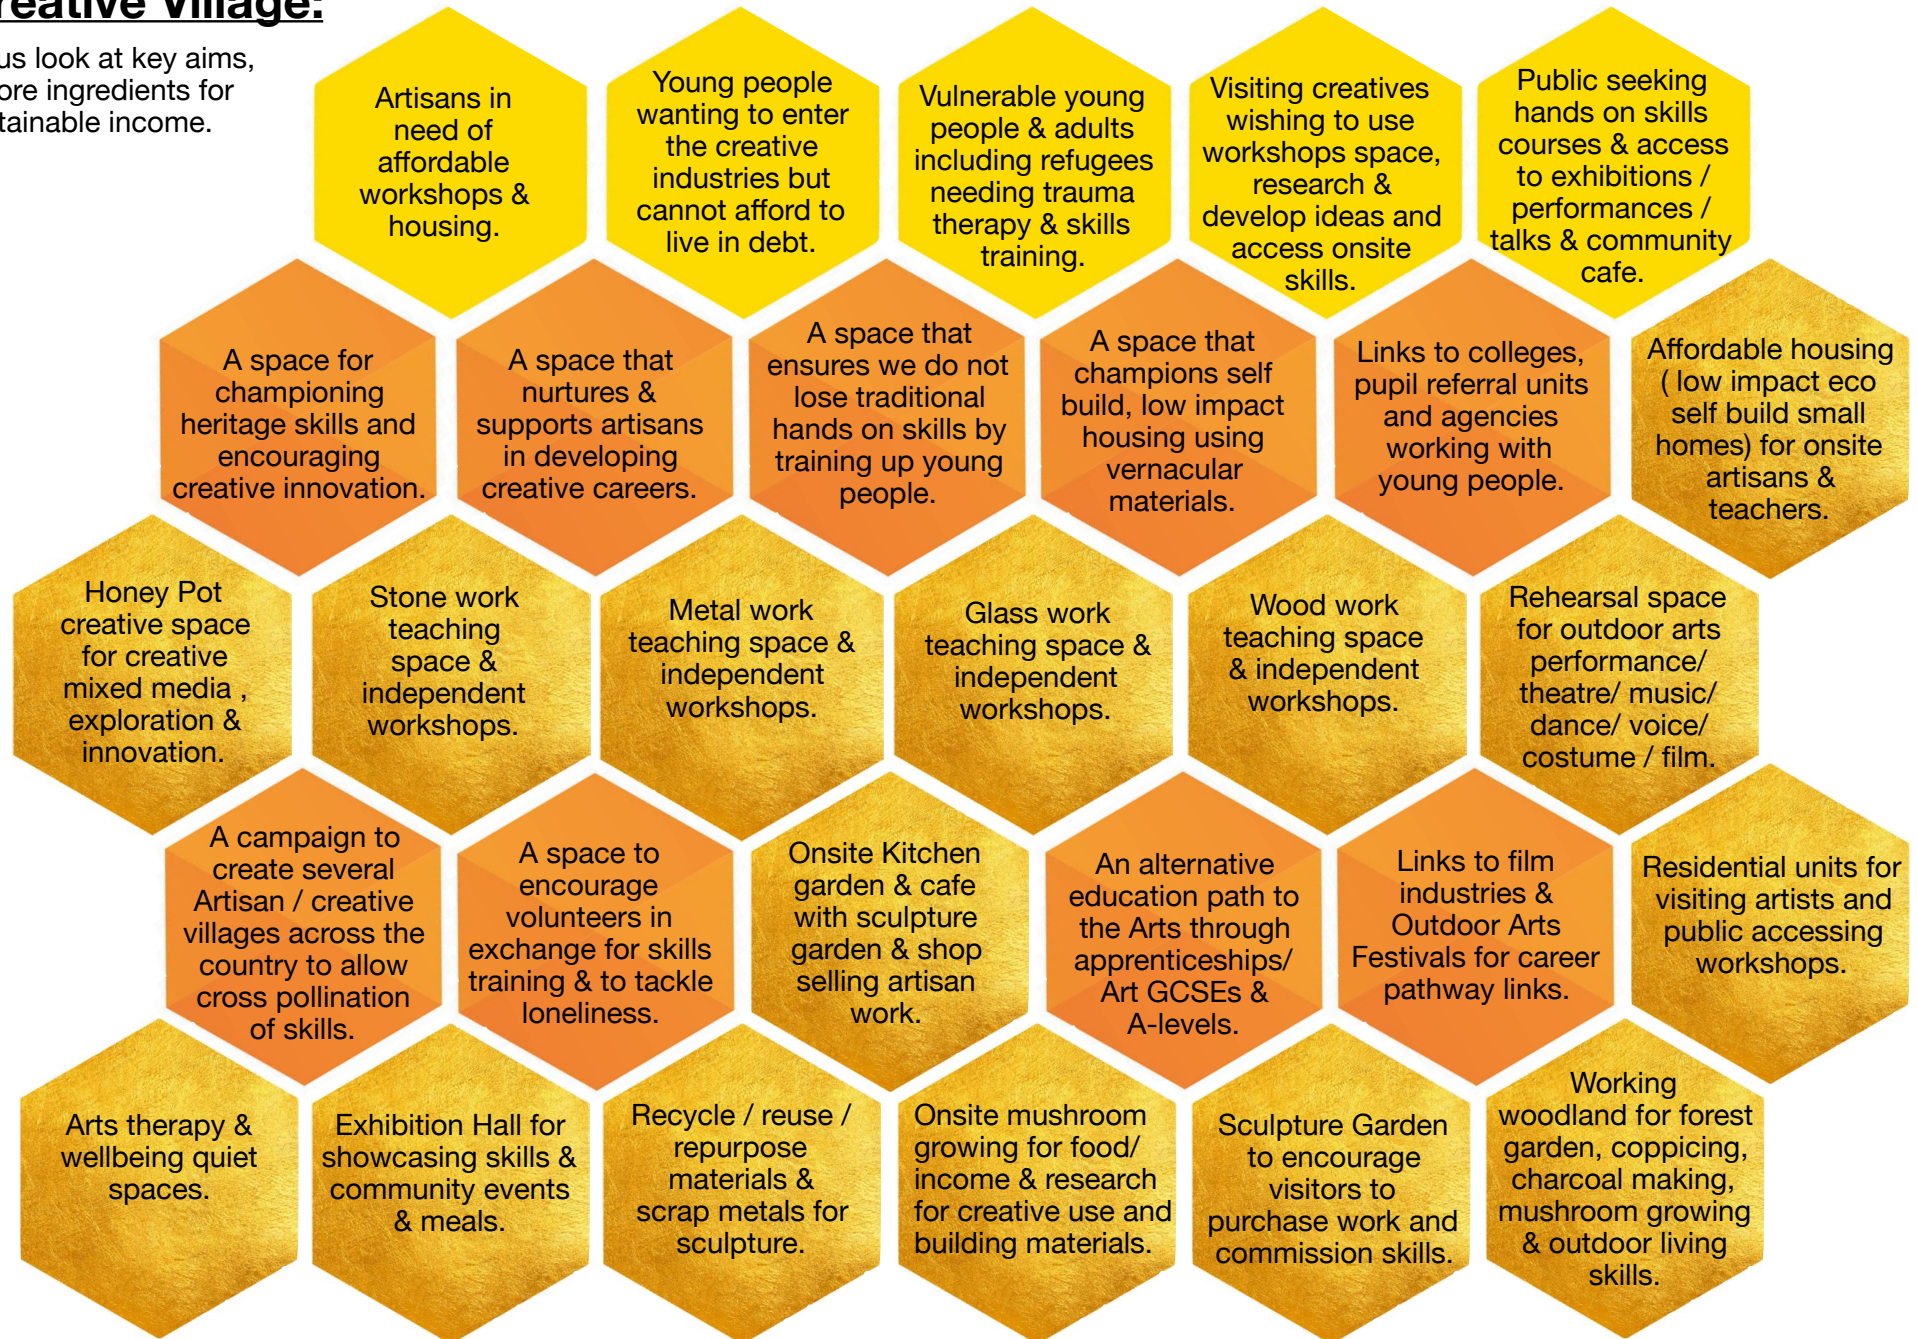 reative Village:
us look at key aims,
ore ingredients for
tainable income.
Artisans in
need of
affordable
workshops &
housing.
Young people
wanting to enter
the creative
industries but
cannot afford to
live in debt.
Vulnerable young
people & adults
including refugees
needing trauma
therapy & skills
training.
Visiting creatives
wishing to use
workshops space,
research &
develop ideas and
access onsite
skills.
Public seeking
hands on skills
courses & access
to exhibitions /
performances /
talks & community
cafe.
A space for
championing
heritage skills and
encouraging
creative innovation.
A space that
nurtures &
supports artisans
in developing
creative careers.
A space that
ensures we do not
lose traditional
hands on skills by
training up young
people.
A space that
champions self
build, low impact
housing using
vernacular
materials.
Links to colleges,
pupil referral units
and agencies
working with
young people.
Affordable housing
( low impact eco
self build small
homes) for onsite
artisans &
teachers.
Honey Pot
creative space
for creative
mixed media ,
exploration &
innovation.
Stone work
teaching
space &
independent
workshops.
Metal work
teaching space &
independent
workshops.
Glass work
teaching space &
independent
workshops.
Wood work
teaching space
& independent
workshops.
Rehearsal space
for outdoor arts
performance/
theatre/ music/
dance/ voice/
costume / film.
A campaign to
create several
Artisan / creative
villages across the
country to allow
cross pollination
of skills.
A space to
encourage
volunteers in
exchange for skills
training & to tackle
loneliness.
Onsite Kitchen
garden & cafe
with sculpture
garden & shop
selling artisan
work.
An alternative
education path to
the Arts through
apprenticeships/
Art GCSEs &
A-levels.
Links to film
industries &
Outdoor Arts
Festivals for career
pathway links.
Residential units for
visiting artists and
public accessing
workshops.
Arts therapy &
wellbeing quiet
spaces.
Exhibition Hall for
showcasing skills &
community events
& meals.
Recycle / reuse /
repurpose
materials &
scrap metals for
sculpture.
Onsite mushroom
growing for food/
income & research
for creative use and
building materials.
Sculpture Garden
to encourage
visitors to
purchase work and
commission skills.
Working
woodland for forest
garden, coppicing,
charcoal making,
mushroom growing
& outdoor living
skills.